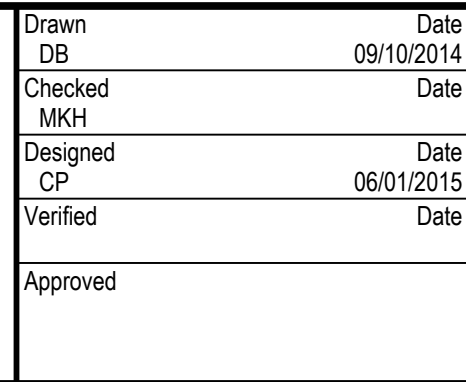 Drawn Date
DB 09/10/2014
Checked Date
MKH
Designed Date
CP 06/01/2015
Verified Date
Approved